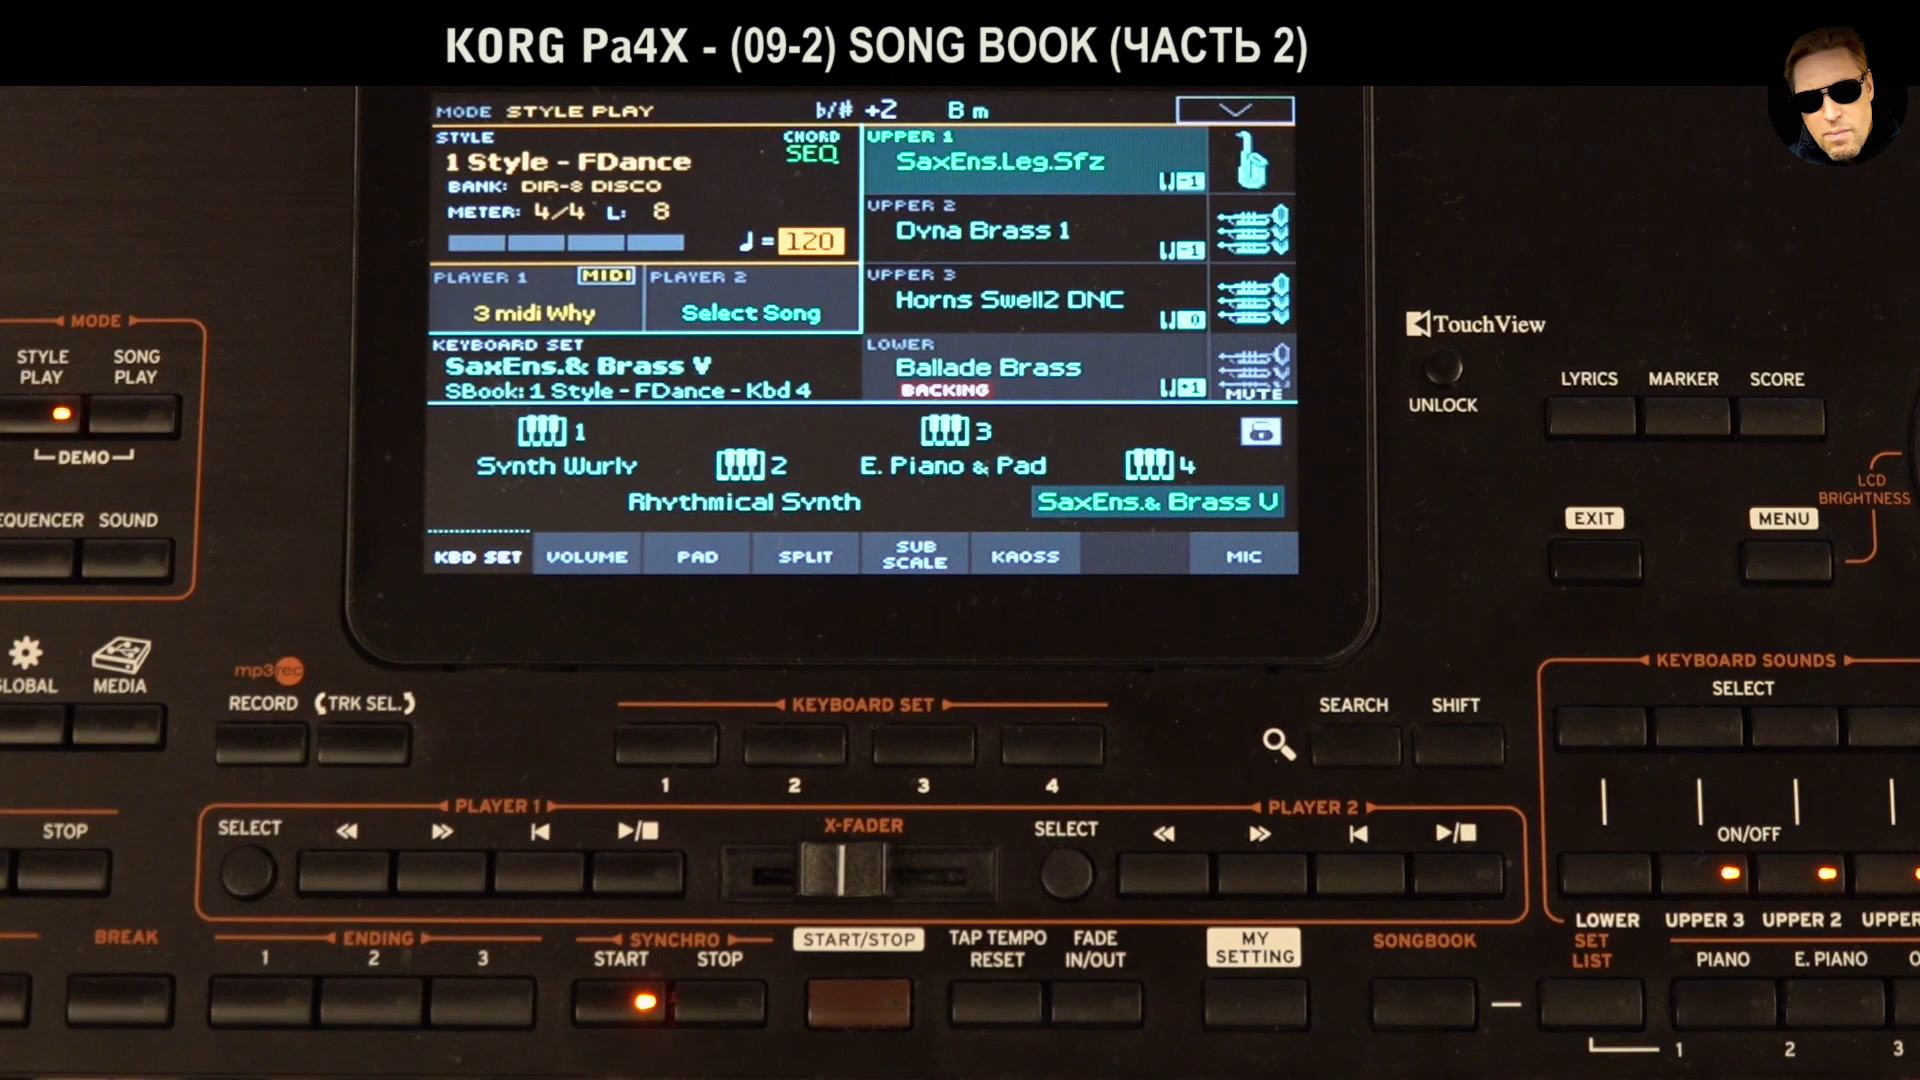 KORG Pa4X - (09-2) SONG BOOK (ЧАСТЬ 2)
MODE STYLE PLAY
b/# +2
B m
STYLE
CHORD
SEQ
1 Style - FDance
BANK: DIR-8 DISCO
METER: 4/4 L: 8
= 120
PLAYER 1 MIDI
3 midi Why
PLAYER 2
Select Song
KEYBOARD SET
SaxEns.& Brass V
SBook: 1 Style - FDance - Kbd 4
UPPER 1
SaxEns.Leg.Sfz
-1
UPPER 2
Dyna Brass 1
-1
UPPER 3
Horns Swell2 DNC
0
LOWER
Ballade Brass
BACKING
MUTE
1
Synth Wurly
2
Rhythmical Synth
3
E. Piano & Pad
4
SaxEns.& Brass V
KBD SET
VOLUME
PAD
SPLIT
SUB
SCALE
KAOSS
MIC
MODE
STYLE
PLAY
SONG
PLAY
DEMO
SOUND
TouchView
UNLOCK
LYRICS
MARKER
SCORE
LCD
BRIGHTNESS
EXIT
MENU
MEDIA
mp3rec
RECORD
TRK SEL.
KEYBOARD SET
1
2
3
4
SEARCH
SHIFT
KEYBOARD SOUNDS
SELECT
ON/OFF
LOWER
UPPER 3
UPPER 2
UPPER
STOP
PLAYER 1
SELECT
X-FADER
PLAYER 2
SELECT
BREAK
ENDING
1
2
3
SYNCHRO
START
STOP
START/STOP
TAP TEMPO
RESET
FADE
IN/OUT
MY
SETTING
SONGBOOK
SET
LIST
PIANO
E. PIANO
1
2
3